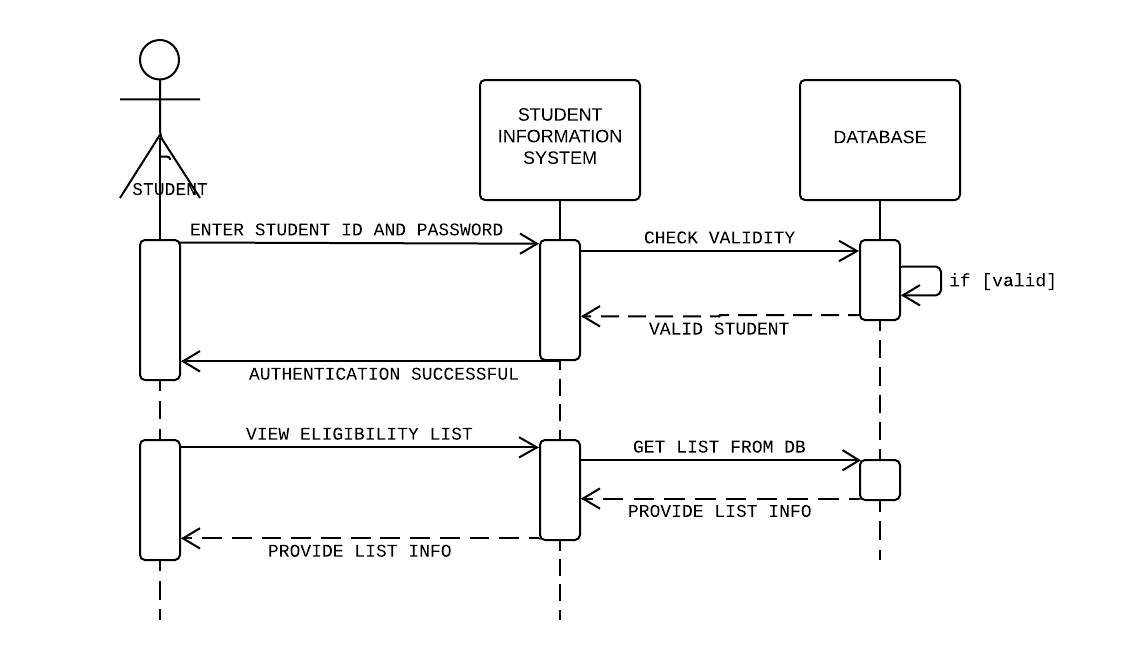 STUDENT
INFORMATION
SYSTEM
DATABASE
STUDENT
ENTER STUDENT ID AND PASSWORD
CHECK VALIDITY
if [valid]
VALID STUDENT
AUTHENTICATION SUCCESSFUL
VIEW ELIGIBILITY LIST
GET LIST FROM DB
PROVIDE LIST INFO
PROVIDE LIST INFO